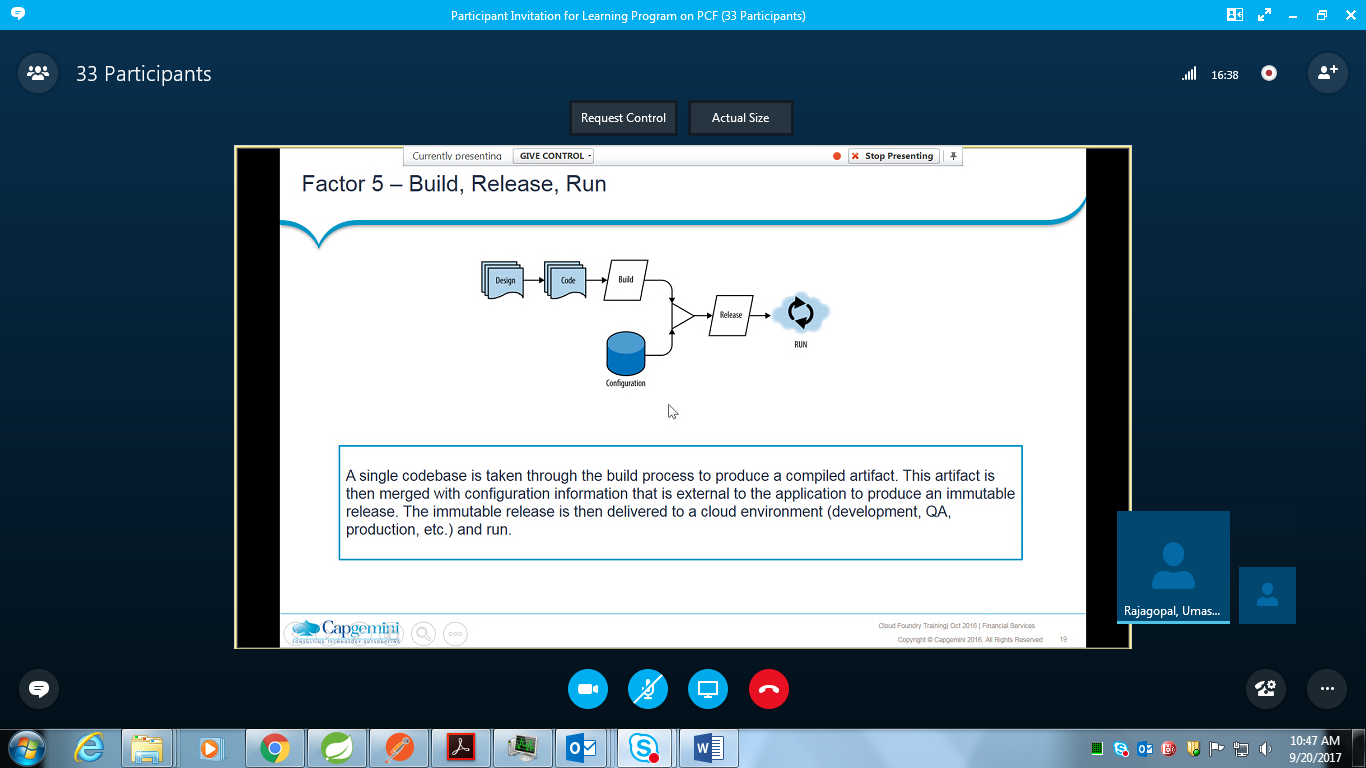 Participant Invitation for Learning Program on PCF (33 Participants)
33 Participants
16:38
Request Control
Actual Size
Currently presenting
GIVE CONTROL
Stop Presenting
Factor 5 – Build, Release, Run
Design
Code
Build
Release
RUN
Configuration
A single codebase is taken through the build process to produce a compiled artifact. This artifact is
then merged with configuration information that is external to the application to produce an immutable
release. The immutable release is then delivered to a cloud environment (development, QA,
production, etc.) and run.
Rajagopal, Umas...
Capgemini
CONSULTING.TECHNOLOGY.OUTSOURCING
Cloud Foundry Training| Oct 2016 | Financial Services
Copyright © Capgemini 2016. All Rights Reserved
19
10:47 AM
9/20/2017